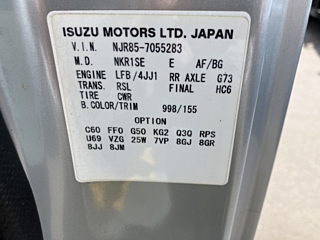 ISUZU MOTORS LTD. JAPAN
V.I.N. NJR85-7055283
M.D. NKR1SE E AF/BG
ENGINE LFB/4JJ1 RR AXLE G73
TRANS. RSL FINAL HC6
TIRE CWR
B.COLOR/TRIM 998/155
OPTION
C60 FF0 G50 KG2 Q3Q RPS
U69 VZG 25W 7VP 8GJ 8GR
8JJ 8JM